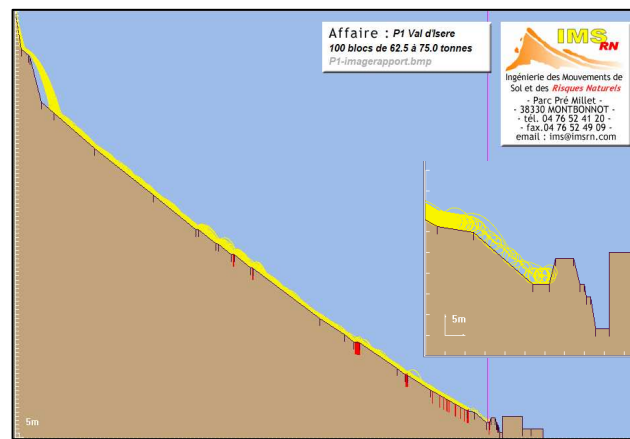 Affaire : P1 Val d'Isere
100 blocs de 62.5 à 75.0 tonnes
P1-imagerapport.bmp
IMS
RN
Ingénierie des Mouvements de
Sol et des Risques Naturels
- Parc Pré Millet -
- 38330 MONTBONNOT -
- tél. 04 76 52 41 20 -
- fax.04 76 52 49 09 -
email : ims@imsrn.com
5m
5m